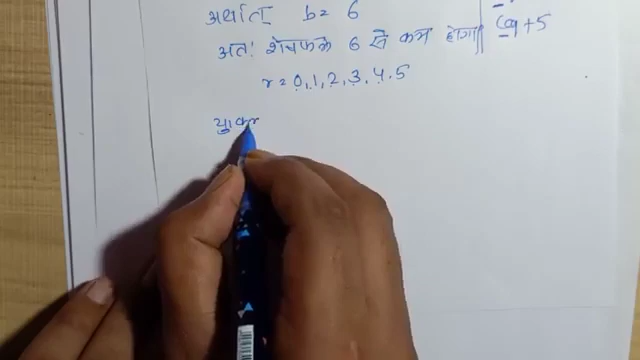 अर्थात् b = 6
अतः शेषफल 6 से कम होगा
6q + 5
r = 0, 1, 2, 3, 4, 5